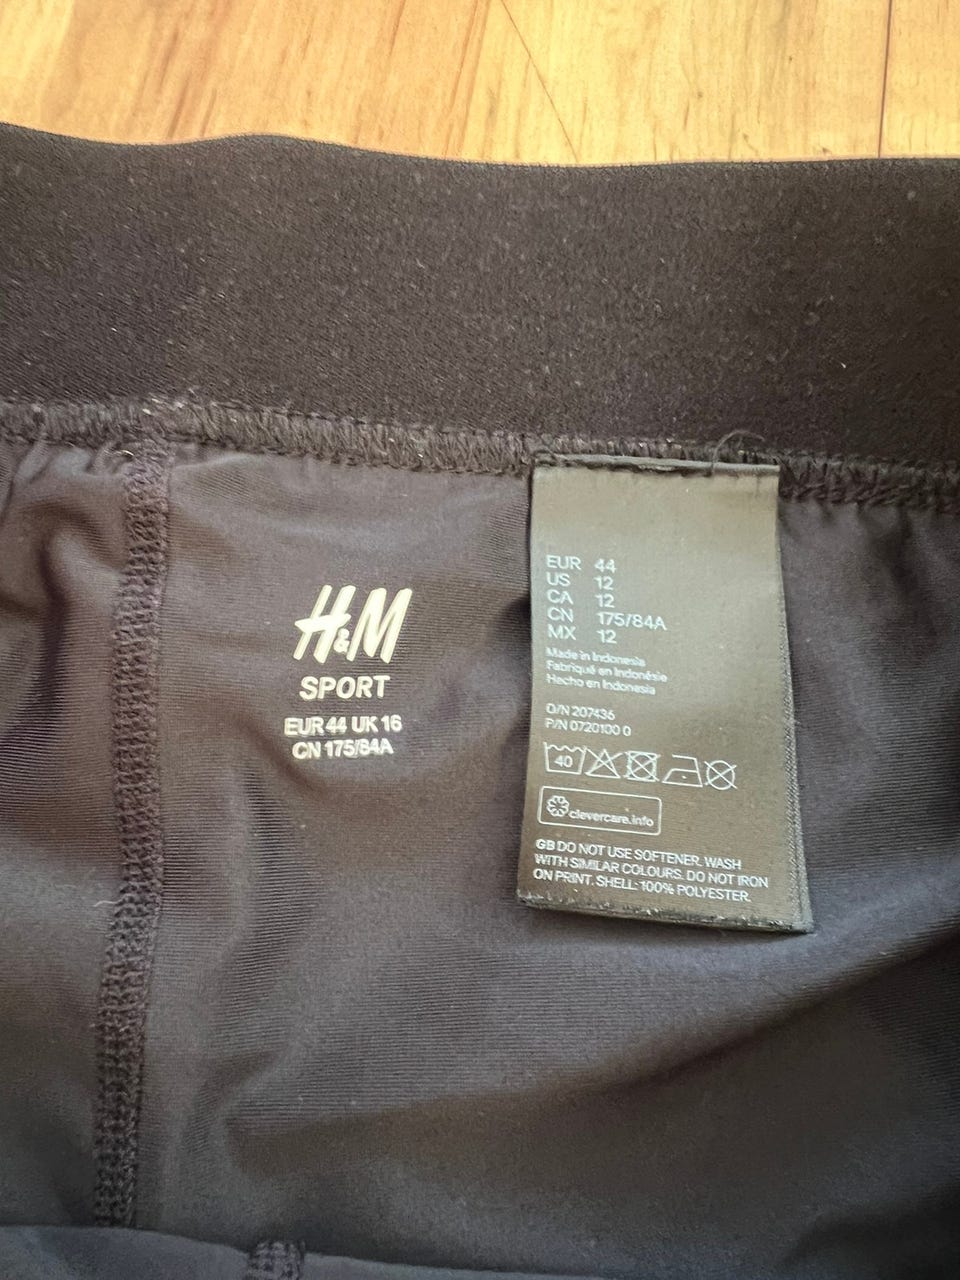 H&M
SPORT
EUR 44 UK 16
CN 175/84A
EUR 44
US 12
CA 12
CN 175/84A
MX 12
Made in Indonesia
Fabriqué en Indonésie
Hecho en Indonesia
O/N 207436
P/N 0720100 0
40
clevercare.info
GB DO NOT USE SOFTENER. WASH
WITH SIMILAR COLOURS. DO NOT IRON
ON PRINT. SHELL: 100% POLYESTER.